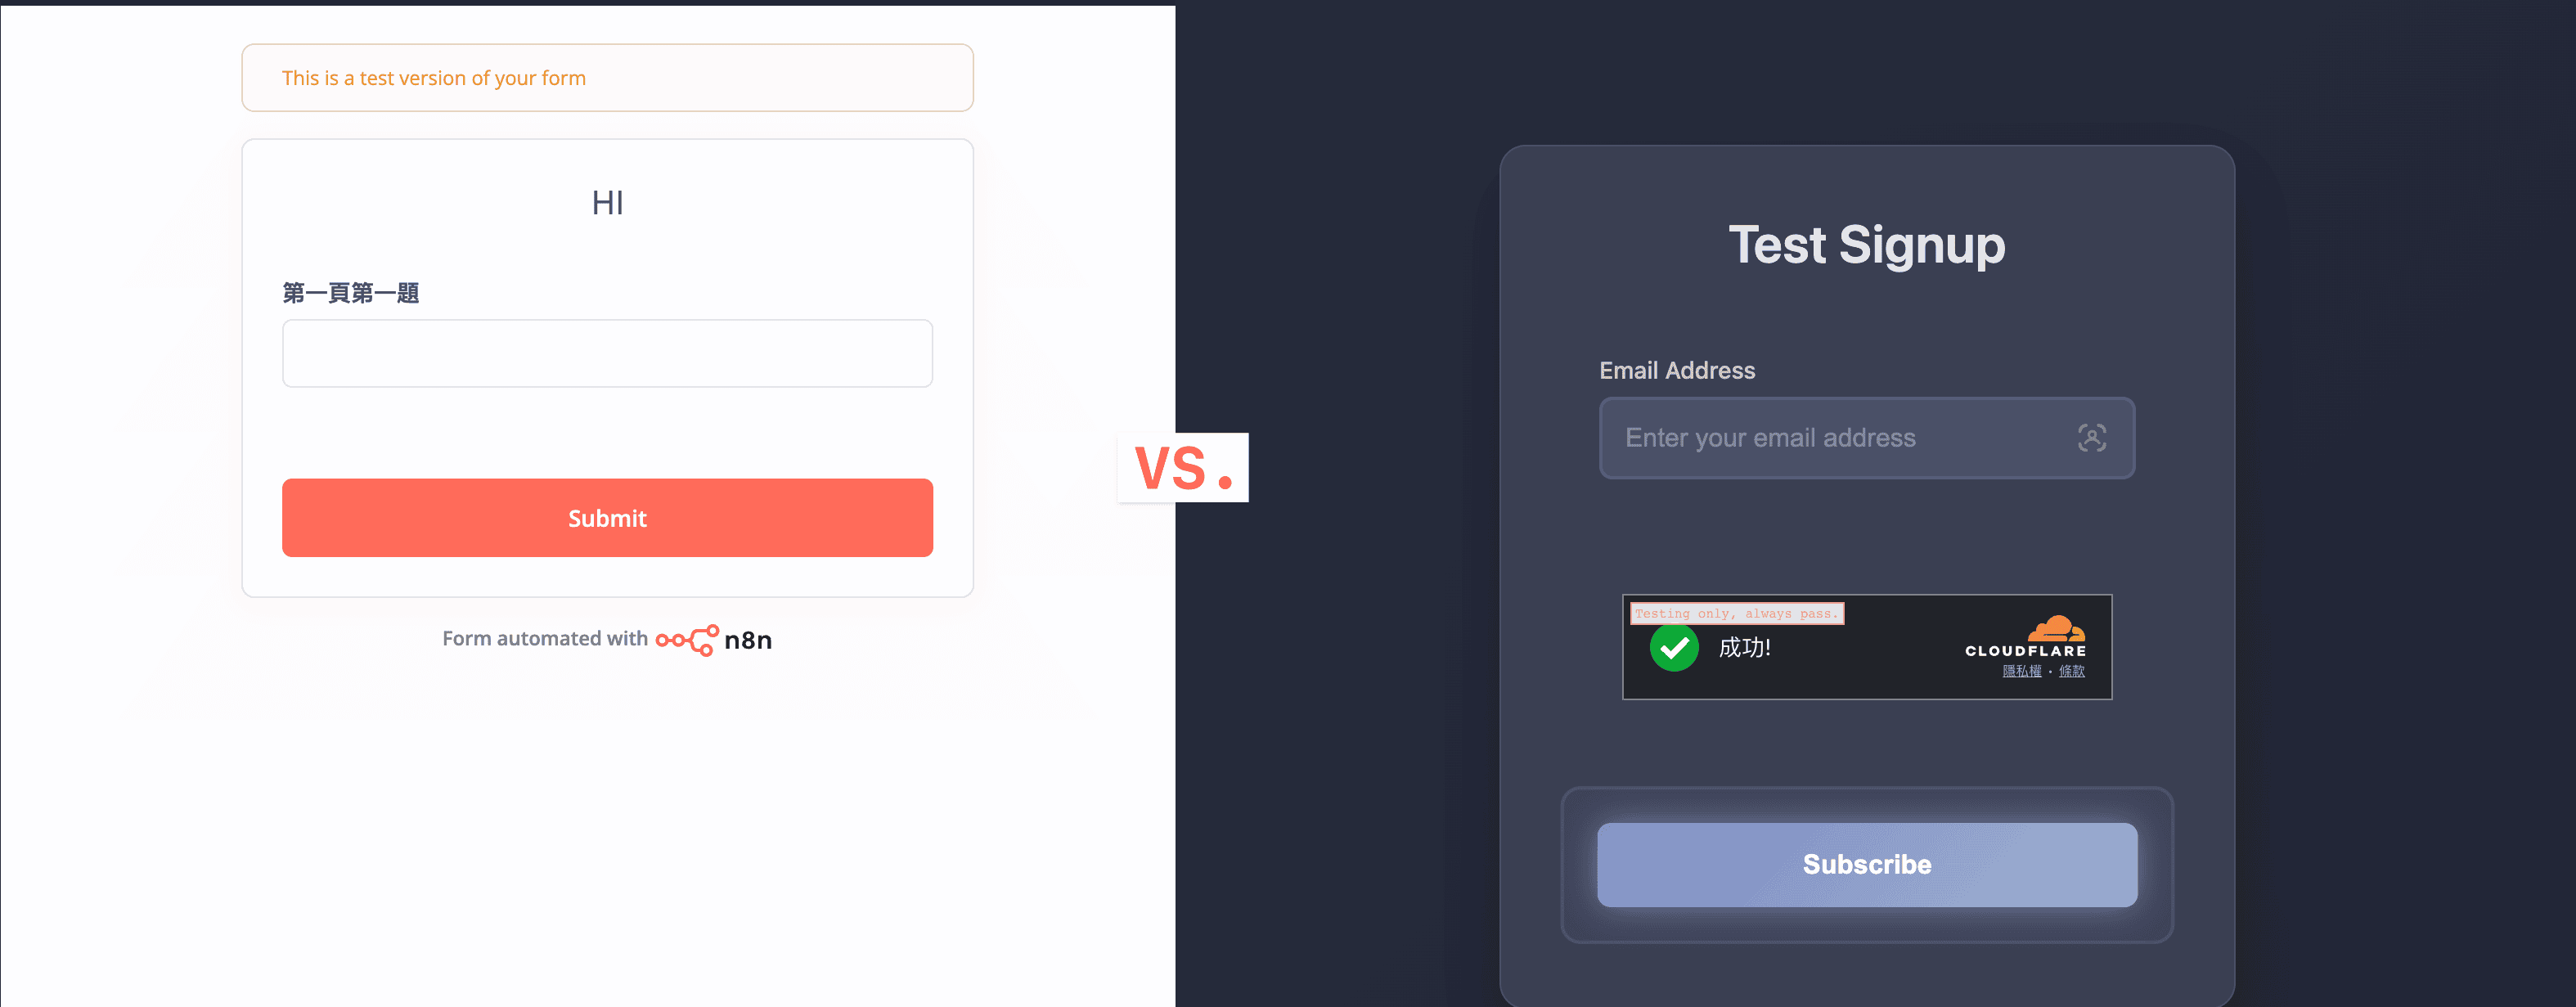 This is a test version of your form
HI
第一頁第一題
Submit
Form automated with n8n
VS.
Test Signup
Email Address
Enter your email address
Testing only, always pass.
成功!
CLOUDFLARE
隱私權 · 條款
Subscribe